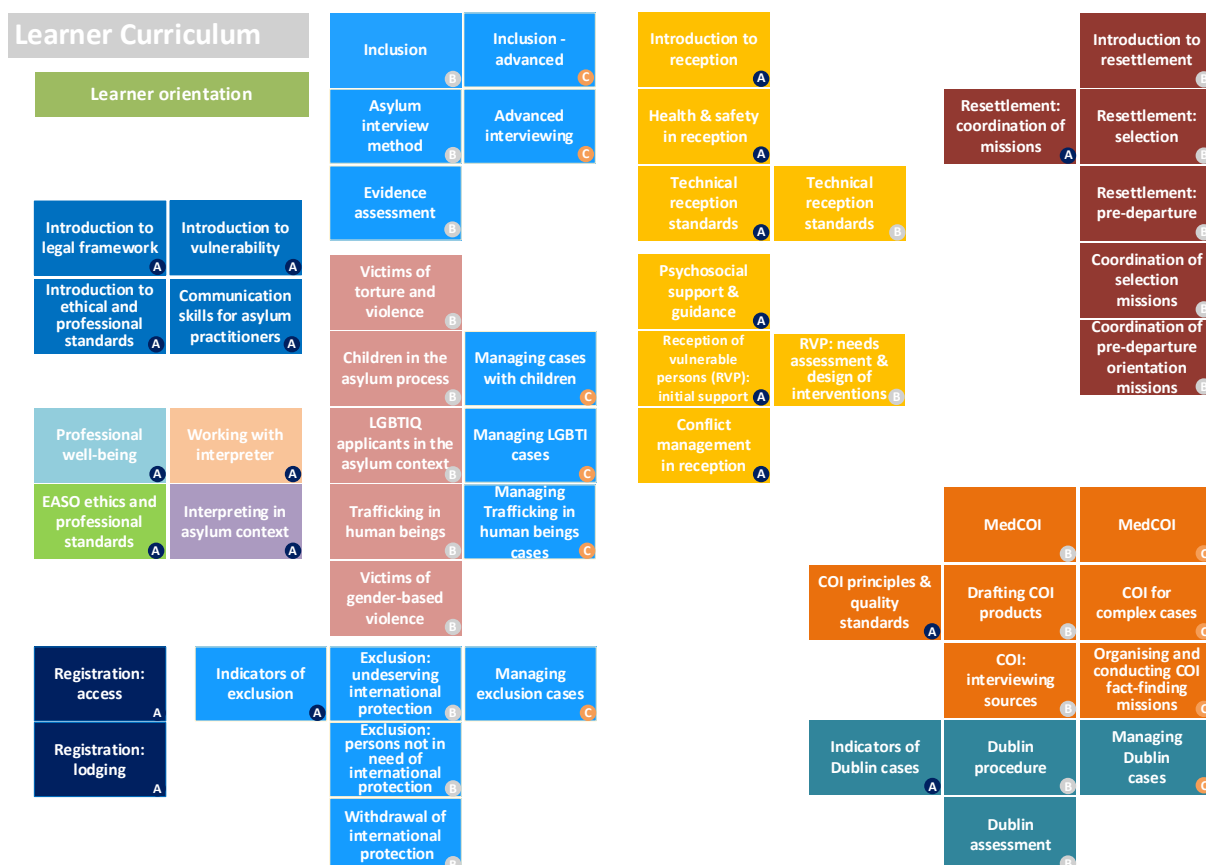 Learner Curriculum
Learner orientation
Introduction to
legal framework
A
Introduction to
vulnerability
A
Introduction to
ethical and
professional
standards
A
Communication
skills for asylum
practitioners
A
Professional
well-being
A
Working with
interpreter
A
EASO ethics and
professional
standards
A
Interpreting in
asylum context
A
Registration:
access
A
Registration:
lodging
A
Inclusion
B
Inclusion -
advanced
C
Asylum
interview
method
B
Advanced
interviewing
C
Evidence
assessment
B
Victims of
torture and
violence
B
Children in the
asylum process
B
Managing cases
with children
C
LGBTIQ
applicants in the
asylum context
B
Managing LGBTI
cases
C
Trafficking in
human beings
B
Managing
Trafficking in
human beings
cases
C
Victims of
gender-based
violence
B
Indicators of
exclusion
A
Exclusion:
undeserving
international
protection
B
Managing
exclusion cases
C
Exclusion:
persons not in
need of
international
protection
B
Withdrawal of
international
protection
B
Introduction to
reception
A
Health & safety
in reception
A
Technical
reception
standards
A
Technical
reception
standards
B
Psychosocial
support &
guidance
A
Reception of
vulnerable
persons (RVP):
initial support
A
RVP: needs
assessment &
design of
interventions
B
Conflict
management
in reception
A
Introduction to
resettlement
B
Resettlement:
coordination of
missions
A
Resettlement:
selection
B
Resettlement:
pre-departure
B
Coordination of
selection
missions
B
Coordination of
pre-departure
orientation
missions
B
MedCOI
B
MedCOI
C
COI principles &
quality
standards
A
Drafting COI
products
B
COI for
complex cases
C
COI:
interviewing
sources
B
Organising and
conducting COI
fact-finding
missions
C
Indicators of
Dublin cases
A
Dublin
procedure
B
Managing
Dublin
cases
C
Dublin
assessment
B